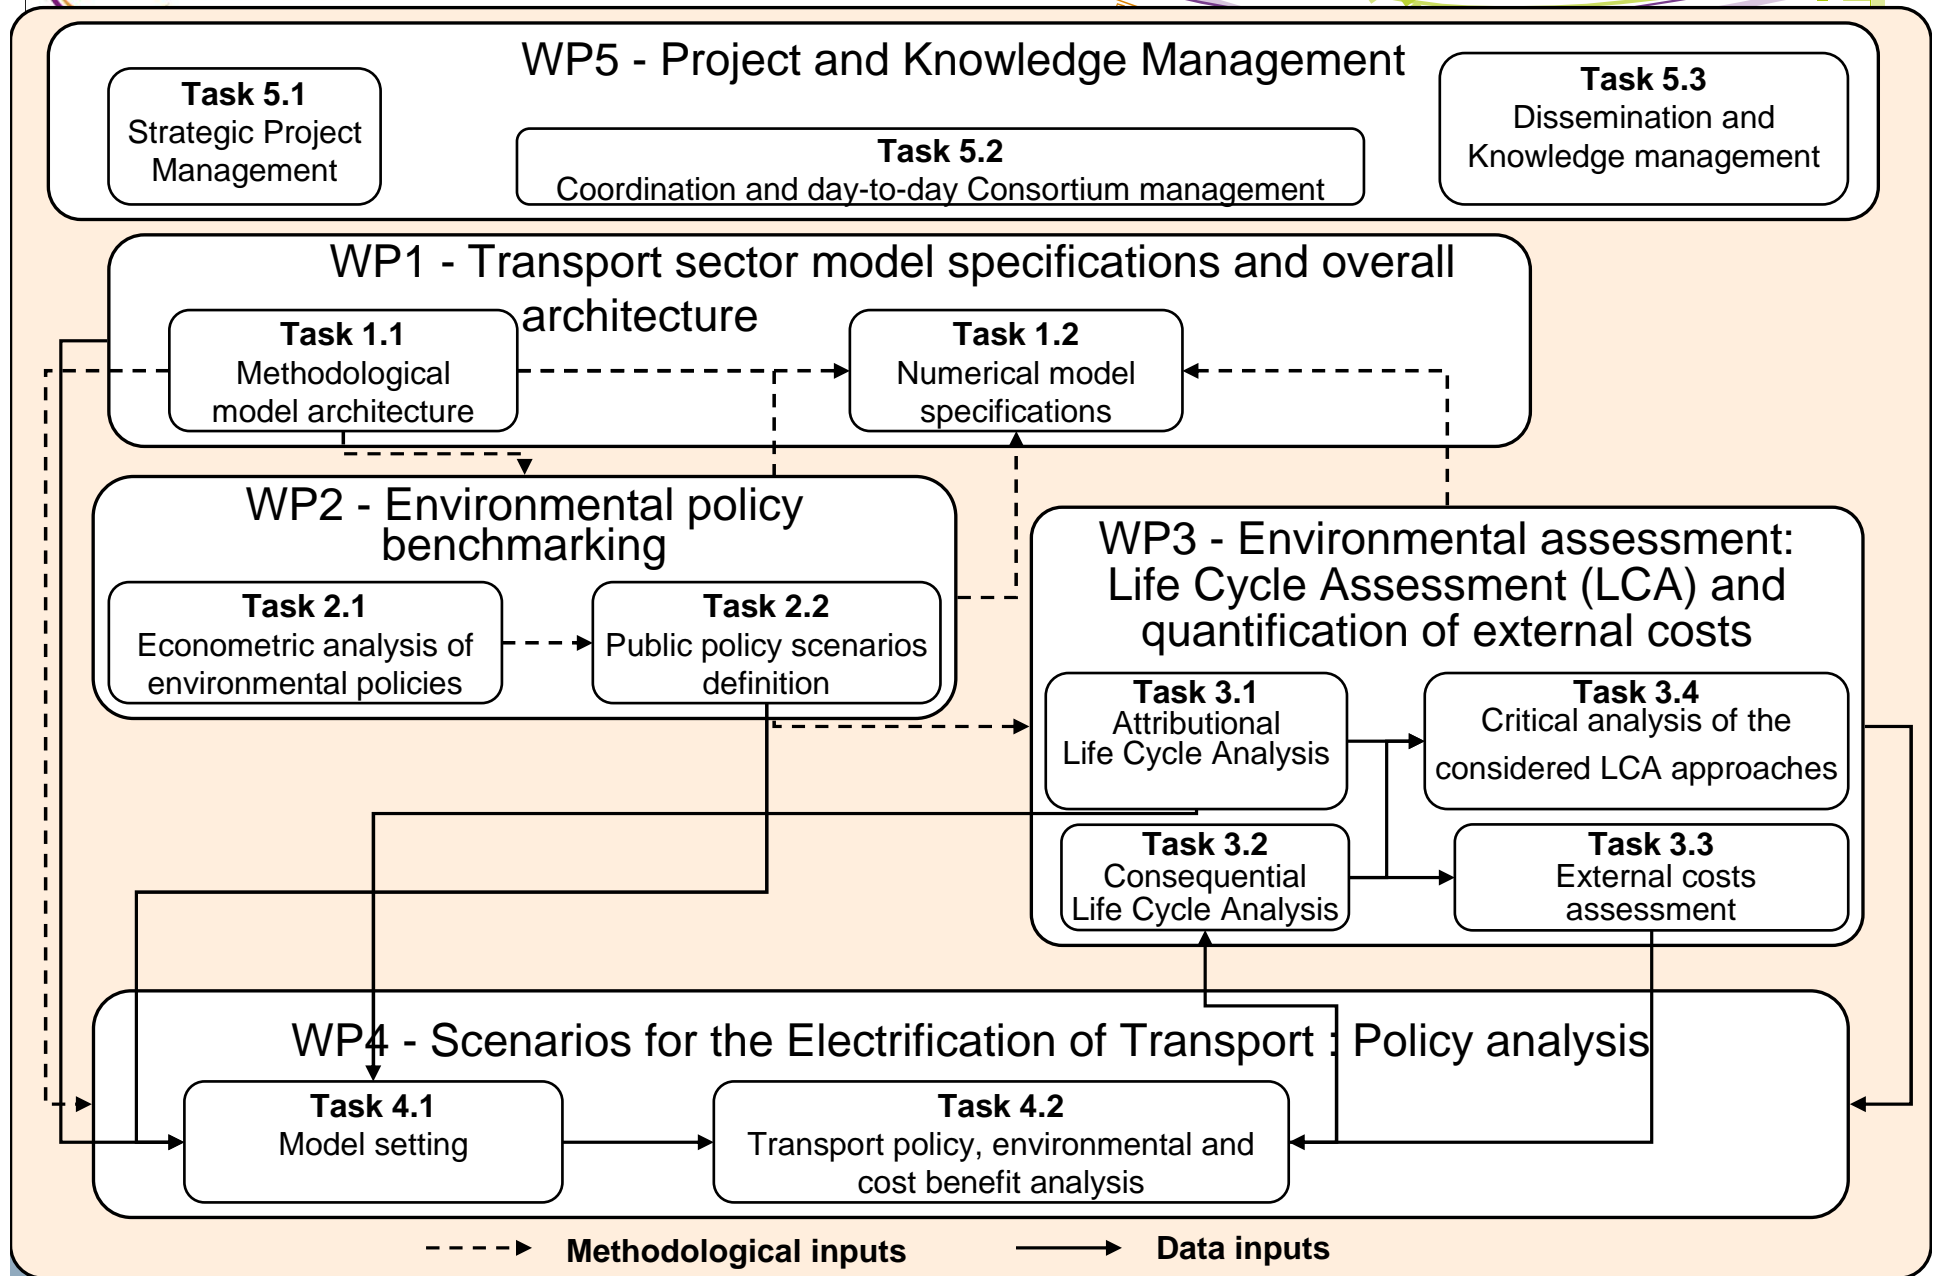 WP5 - Project and Knowledge Management
Task 5.1
Strategic Project
Management
Task 5.2
Coordination and day-to-day Consortium management
Task 5.3
Dissemination and
Knowledge management
WP1 - Transport sector model specifications and overall
architecture
Task 1.1
Methodological
model architecture
Task 1.2
Numerical model
specifications
WP2 - Environmental policy
benchmarking
Task 2.1
Econometric analysis of
environmental policies
Task 2.2
Public policy scenarios
definition
WP3 - Environmental assessment:
Life Cycle Assessment (LCA) and
quantification of external costs
Task 3.1
Attributional
Life Cycle Analysis
Task 3.4
Critical analysis of the
considered LCA approaches
Task 3.2
Consequential
Life Cycle Analysis
Task 3.3
External costs
assessment
WP4 - Scenarios for the Electrification of Transport : Policy analysis
Task 4.1
Model setting
Task 4.2
Transport policy, environmental and
cost benefit analysis
Methodological inputs
Data inputs